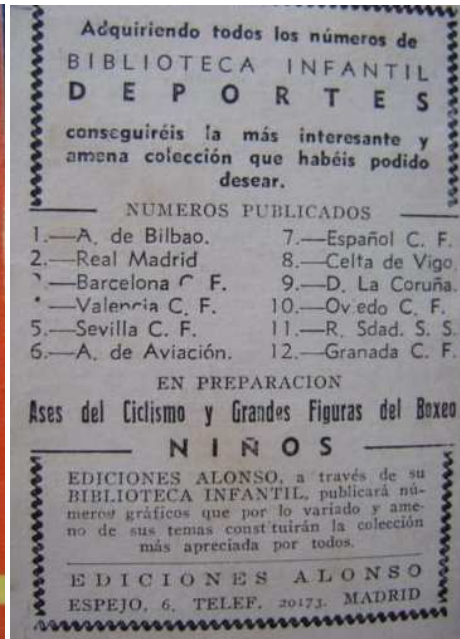 Adquiriendo todos los números de
BIBLIOTECA INFANTIL
DEPORTES
conseguiréis la más interesante y
amena colección que habéis podido
desear.
NUMEROS PUBLICADOS
1.—A. de Bilbao.
2.—Real Madrid
—Barcelona C F.
—Valencia C. F.
5.—Sevilla C. F.
6.—A. de Aviación.
7.—Español C. F.
8.—Celta de Vigo.
9.—D. La Coruña.
10.—Oviedo C. F.
11.—R. Sdad. S. S.
12.—Granada C. F.
EN PREPARACION
Ases del Ciclismo y Grandes Figuras del Boxeo
NIÑOS
EDICIONES ALONSO, a través de su
BIBLIOTECA INFANTIL, publicará nú-
meros gráficos que por lo variado y ame-
no de sus temas constituirán la colección
más apreciada por todos.
EDICIONES ALONSO
ESPEJO, 6. TELEF. 20173. MADRID